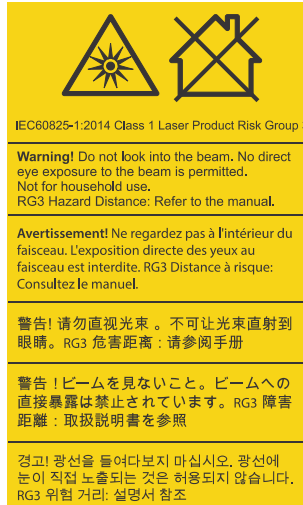 IEC60825-1:2014 Class 1 Laser Product Risk Group
Warning! Do not look into the beam. No direct
eye exposure to the beam is permitted.
Not for household use.
RG3 Hazard Distance: Refer to the manual.
Avertissement! Ne regardez pas à l'intérieur du
faisceau. L'exposition directe des yeux au
faisceau est interdite. RG3 Distance à risque:
Consultez le manuel.
警告! 请勿直视光束 。不可让光束直射到
眼睛。RG3 危害距离 : 请参阅手册
警告 ! ビームを見ないこと。ビームへの
直接暴露は禁止されています。RG3 障害
距離 : 取扱説明書を参照
경고! 광선을 들여다보지 마십시오. 광선에
눈이 직접 노출되는 것은 허용되지 않습니다.
RG3 위험 거리: 설명서 참조